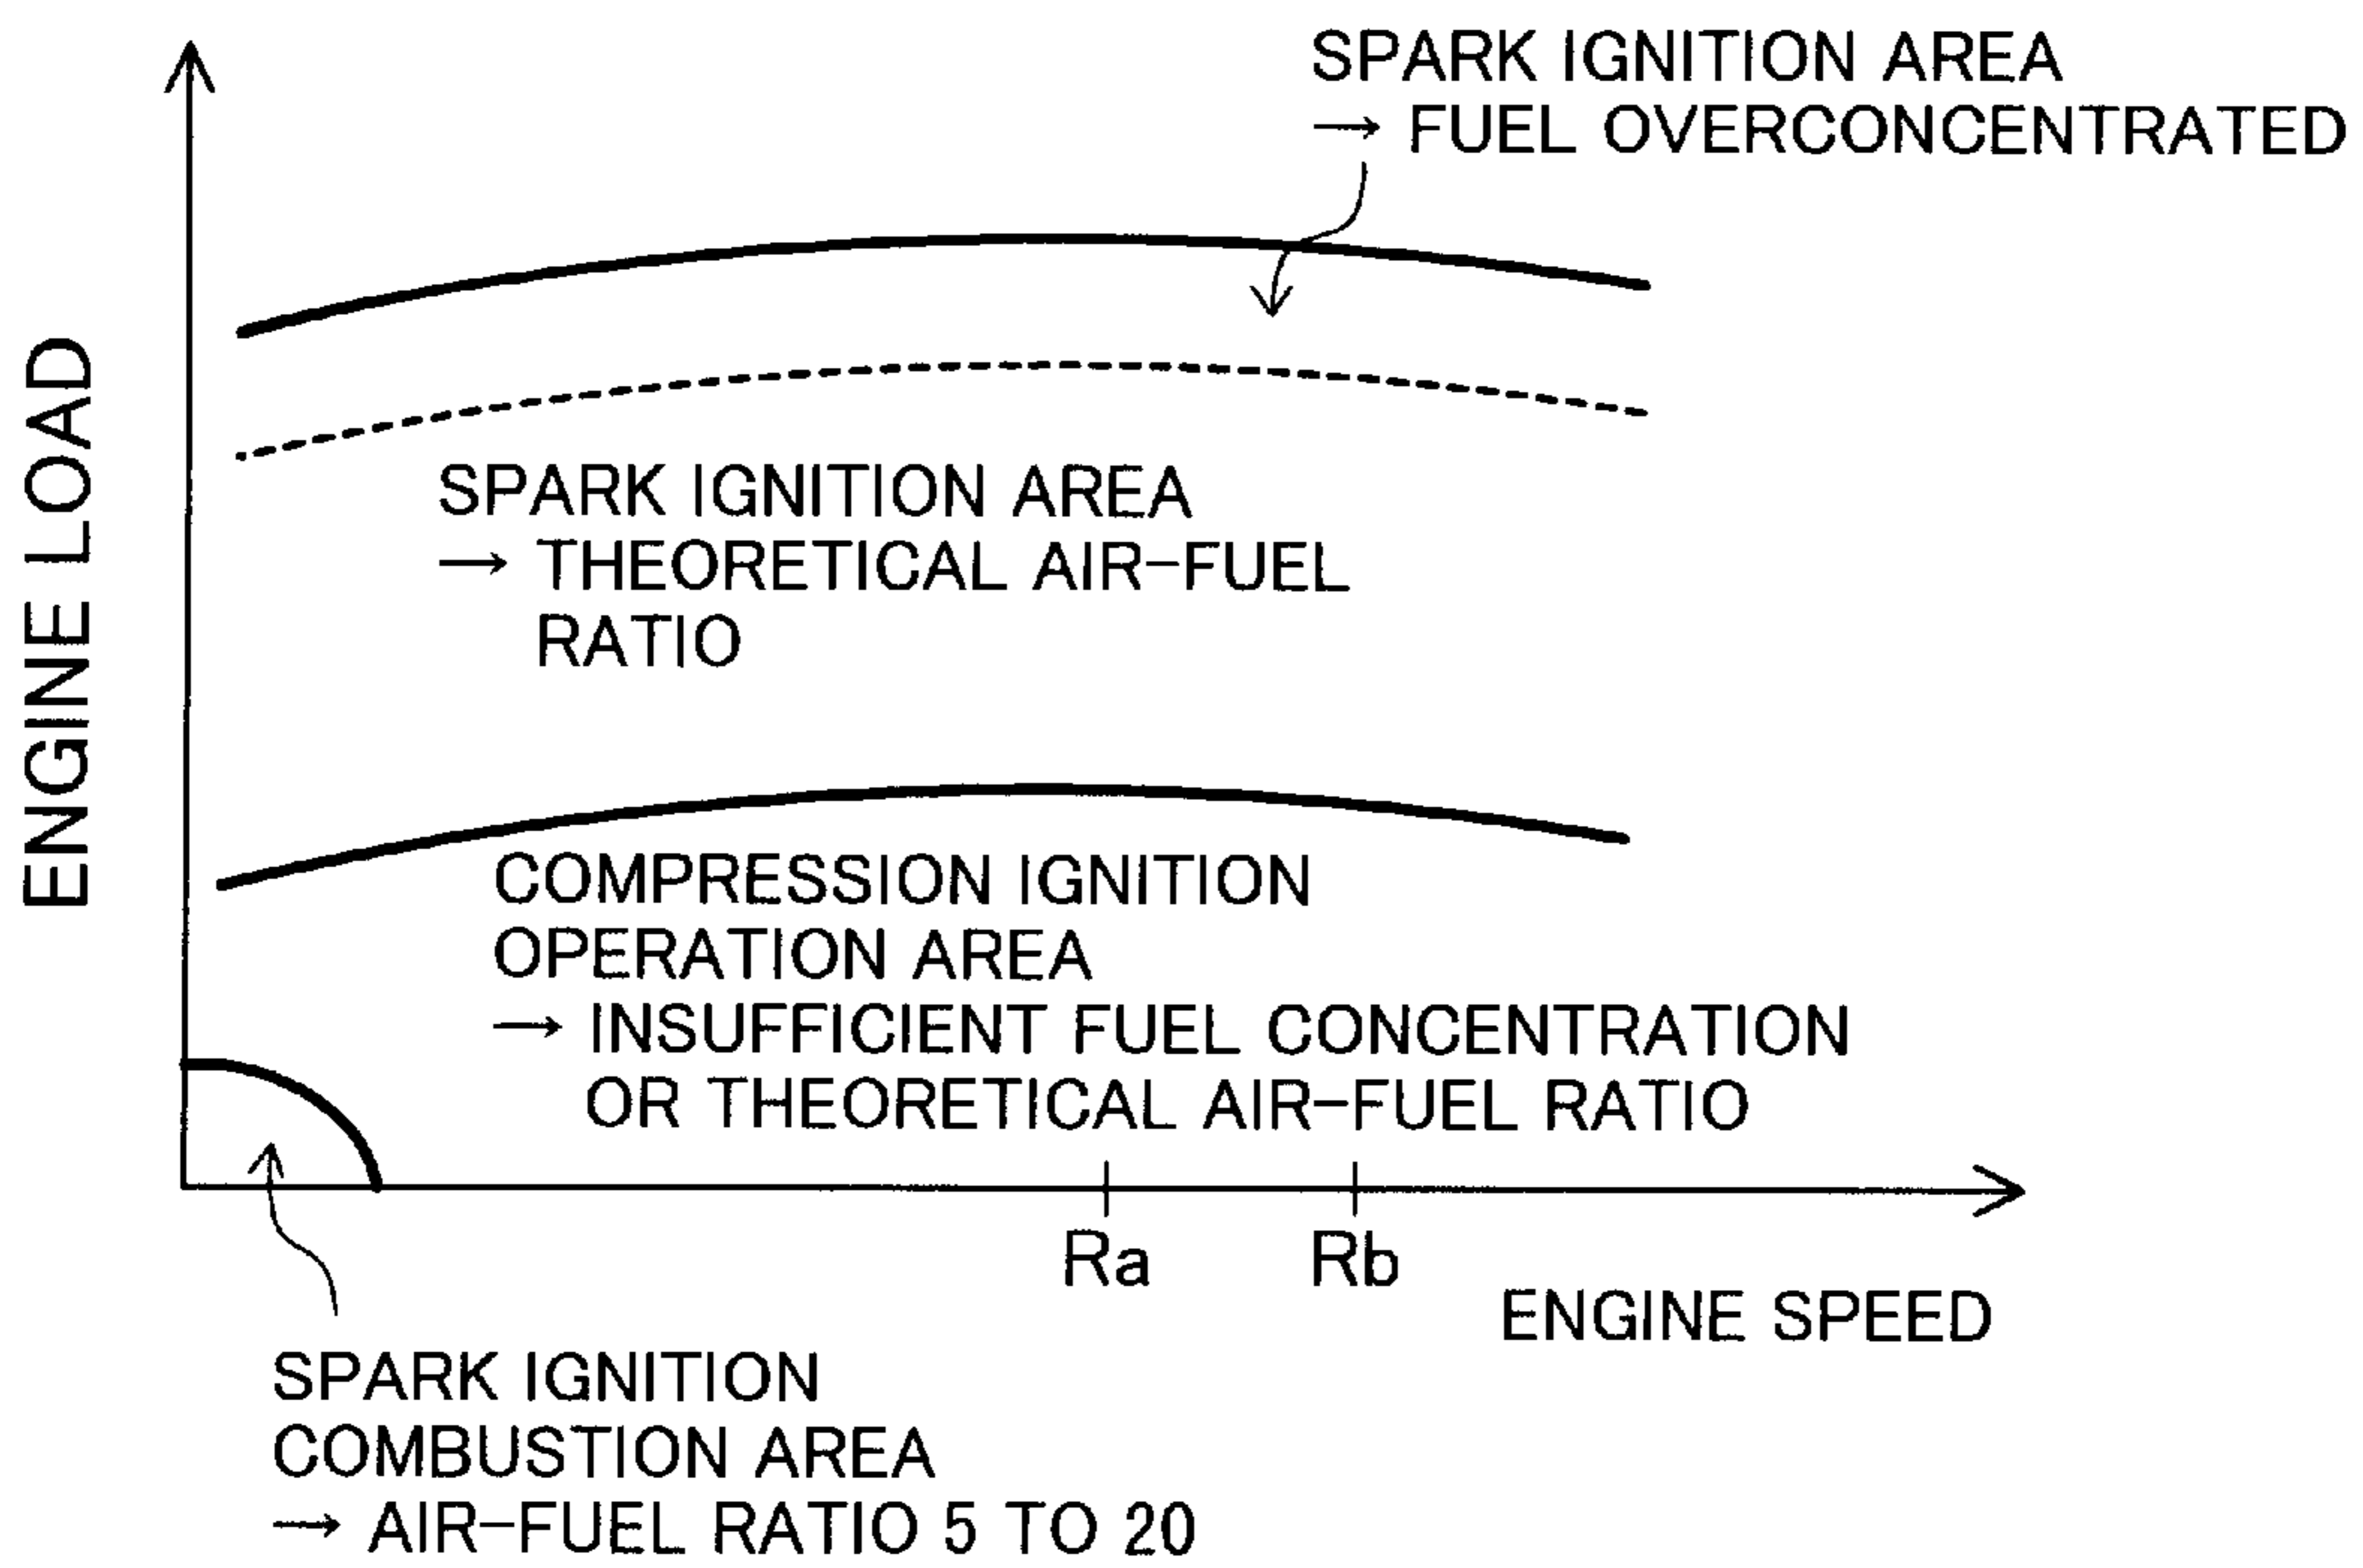 SPARK IGNITION AREA
→ FUEL OVERCONCENTRATED
ENGINE LOAD
SPARK IGNITION AREA
→ THEORETICAL AIR-FUEL
RATIO
COMPRESSION IGNITION
OPERATION AREA
→ INSUFFICIENT FUEL CONCENTRATION
OR THEORETICAL AIR-FUEL RATIO
Ra
Rb
ENGINE SPEED
SPARK IGNITION
COMBUSTION AREA
→ AIR-FUEL RATIO 5 TO 20